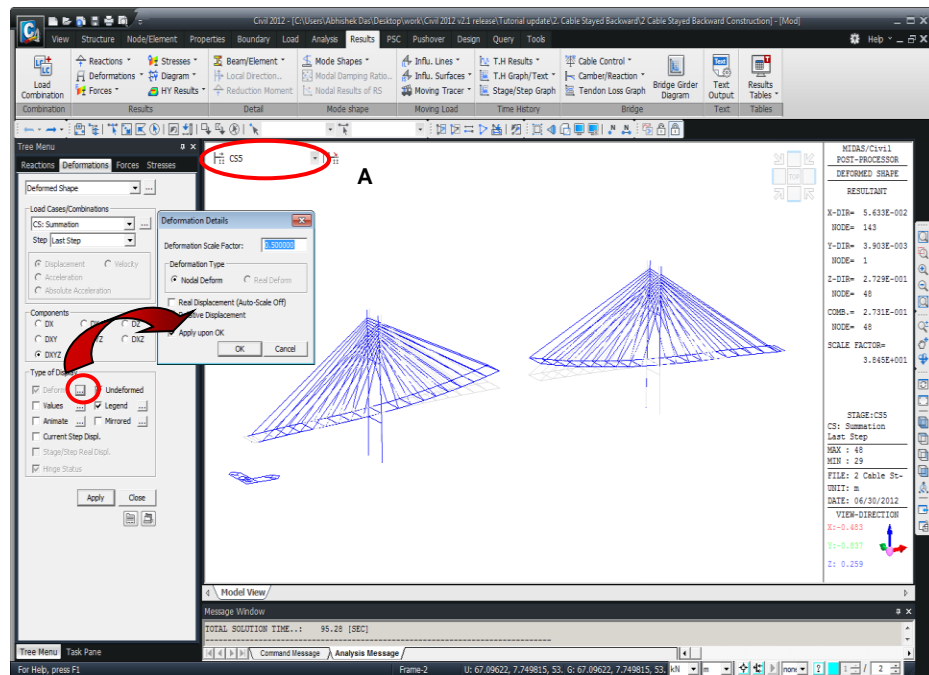 Civil 2012 - [C:\Users\Abhishek Das\Desktop\work\Civil 2012 v2.1 release\Tutorial update\2. Cable Stayed Backward\2 Cable Stayed Backward Construction] - [Mod]
View Structure Node/Element Properties Boundary Load Analysis Results PSC Pushover Design Query Tools Help
Load Combination
Reactions
Deformations
Forces
Stresses
Diagram
HY Results
Beam/Element
Local Direction...
Reduction Moment
Mode Shapes
Modal Damping Ratio...
Nodal Results of RS
Influ. Lines
Influ. Surfaces
Moving Tracer
T.H Results
T.H Graph/Text
Stage/Step Graph
Cable Control
Camber/Reaction
Tendon Loss Graph
Bridge Girder Diagram
Text Output
Results Tables
Combination Results Detail Mode shape Moving Load Time History Bridge Text Tables
Tree Menu
Reactions Deformations Forces Stresses
Deformed Shape
Load Cases/Combinations
CS: Summation
Step Last Step
Displacement Velocity
Acceleration
Absolute Acceleration
Components
DX DZ
DXY DXZ
DXYZ
Type of Display
Deform Undeformed
Values Legend
Animate Mirrored
Current Step Displ.
Stage/Step Real Displ.
Hinge Status
Apply Close
Tree Menu Task Pane
CS5
A
Deformation Details
Deformation Scale Factor: 0.500000
Deformation Type
Nodal Deform Real Deform
Real Displacement (Auto-Scale Off)
Displacement
Apply upon OK
OK Cancel
TOP
MIDAS/Civil
POST-PROCESSOR
DEFORMED SHAPE
RESULTANT
X-DIR= 5.633E-002
NODE= 143
Y-DIR= 3.903E-003
NODE= 1
Z-DIR= 2.729E-001
NODE= 48
COMB.= 2.731E-001
NODE= 48
SCALE FACTOR=
3.845E+001
STAGE:CS5
CS: Summation
Last Step
MAX : 48
MIN : 29
FILE: 2 Cable St~
UNIT: m
DATE: 06/30/2012
VIEW-DIRECTION
X:-0.483
Y:-0.837
Z: 0.259
Model View
Message Window
TOTAL SOLUTION TIME..: 95.28 [SEC]
Command Message Analysis Message
For Help, press F1
Frame-2
U: 67.09622, 7.749815, 53.
G: 67.09622, 7.749815, 53.
kN m non 1 / 2